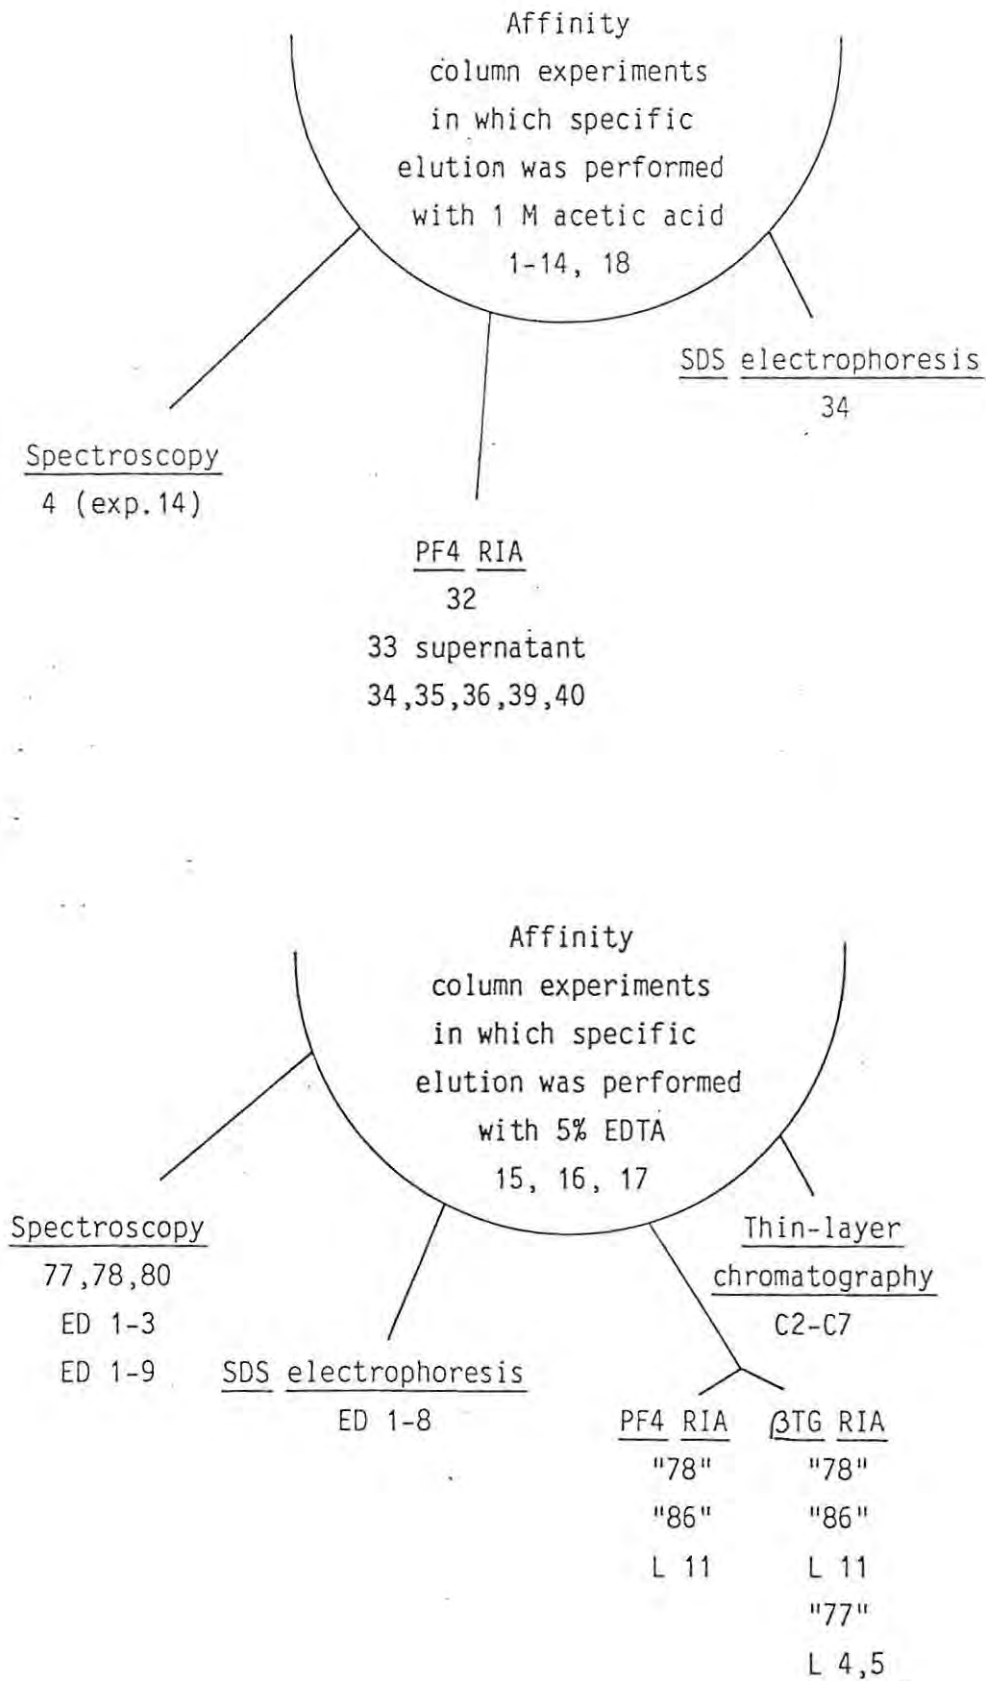 Affinity
column experiments
in which specific
elution was performed
with 1 M acetic acid
1-14, 18
SDS electrophoresis
34
Spectroscopy
4 (exp.14)
PF4 RIA
32
33 supernatant
34,35,36,39,40
Affinity
column experiments
in which specific
elution was performed
with 5% EDTA
15, 16, 17
Spectroscopy
77,78,80
ED 1-3
ED 1-9
SDS electrophoresis
ED 1-8
Thin-layer
chromatography
C2-C7
PF4 RIA
"78"
"86"
L 11
βTG RIA
"78"
"86"
L 11
"77"
L 4,5